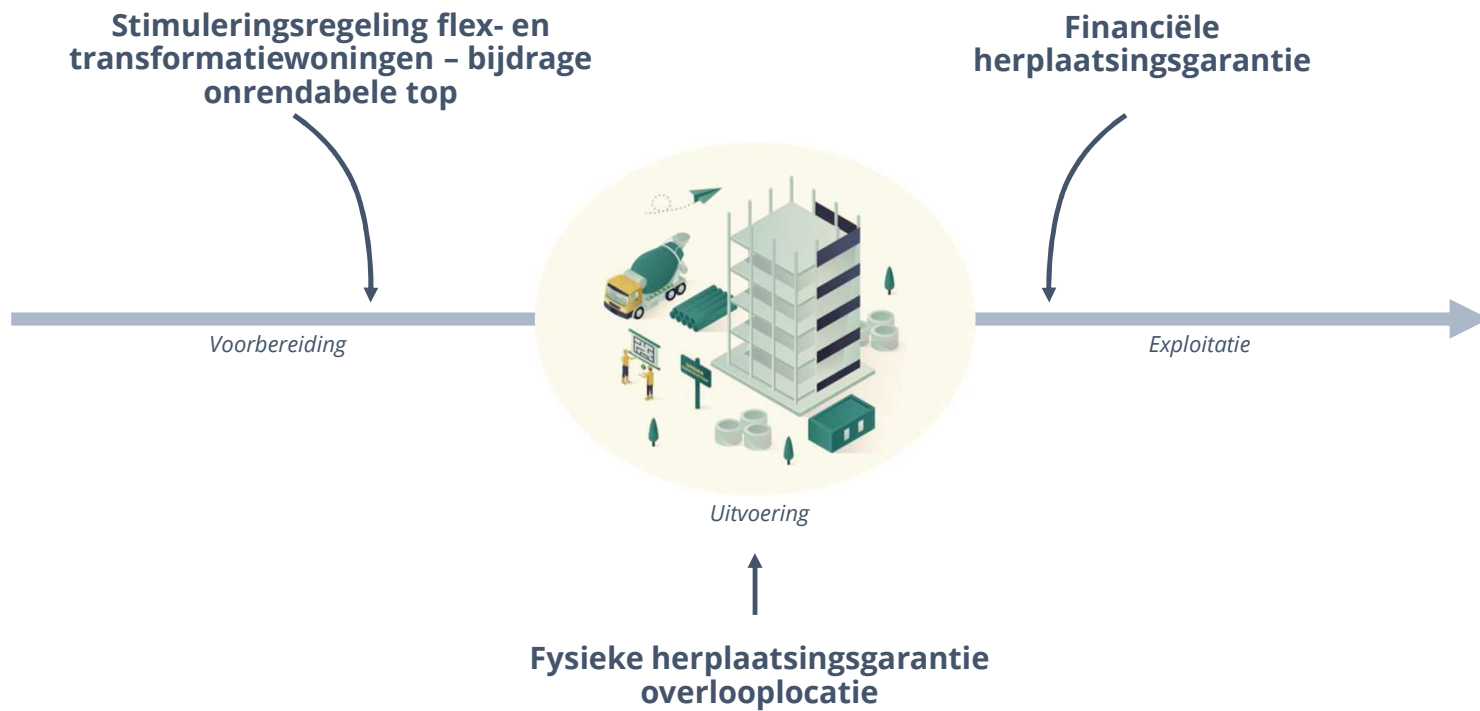 Stimuleringsregeling flex- en
transformatiewoningen – bijdrage
onrendabele top
Financiële
herplaatsingsgarantie
Voorbereiding
Exploitatie
Uitvoering
Fysieke herplaatsingsgarantie
overlooplocatie